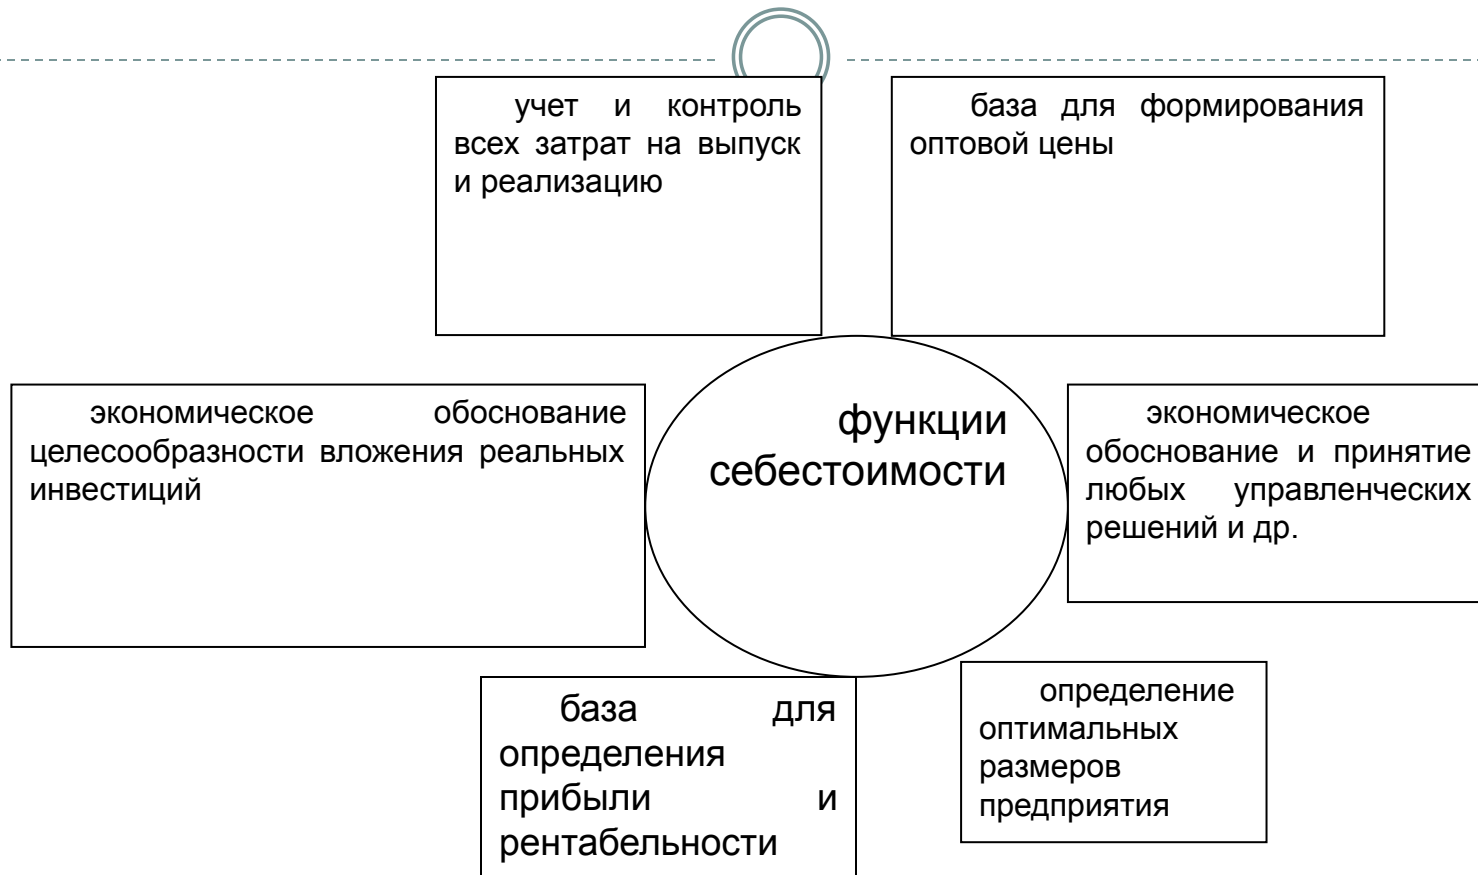 учет и контроль
всех затрат на выпуск
и реализацию
база для формирования
оптовой цены
экономическое обоснование
целесообразности вложения реальных
инвестиций
функции
себестоимости
экономическое
обоснование и принятие
любых управленческих
решений и др.
база для
определения
прибыли и
рентабельности
определение
оптимальных
размеров
предприятия